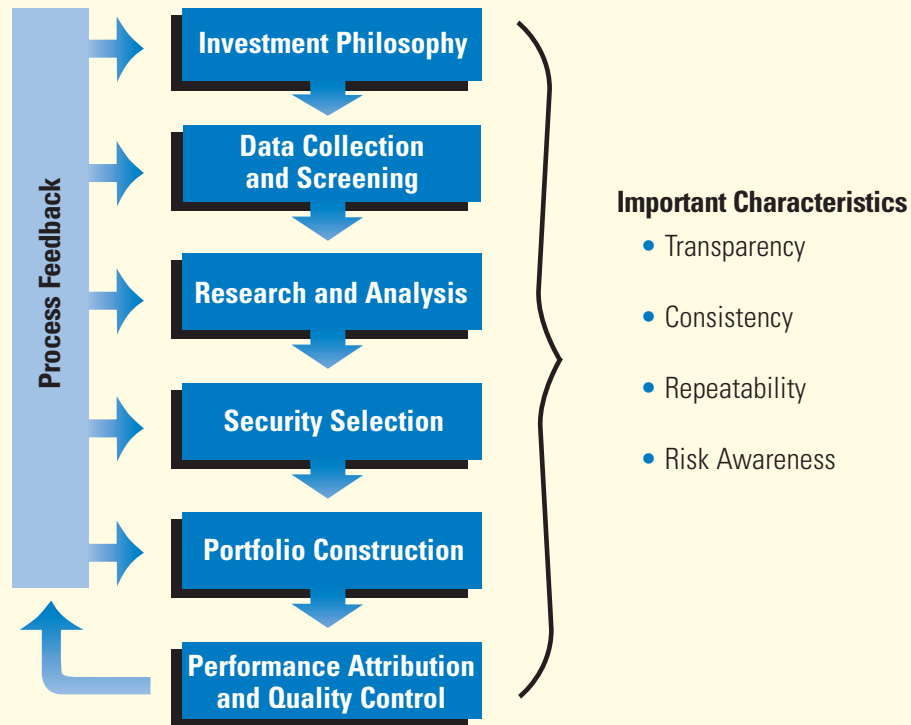 Process Feedback
Investment Philosophy
Data Collection
and Screening
Research and Analysis
Security Selection
Portfolio Construction
Performance Attribution
and Quality Control
Important Characteristics
• Transparency
• Consistency
• Repeatability
• Risk Awareness